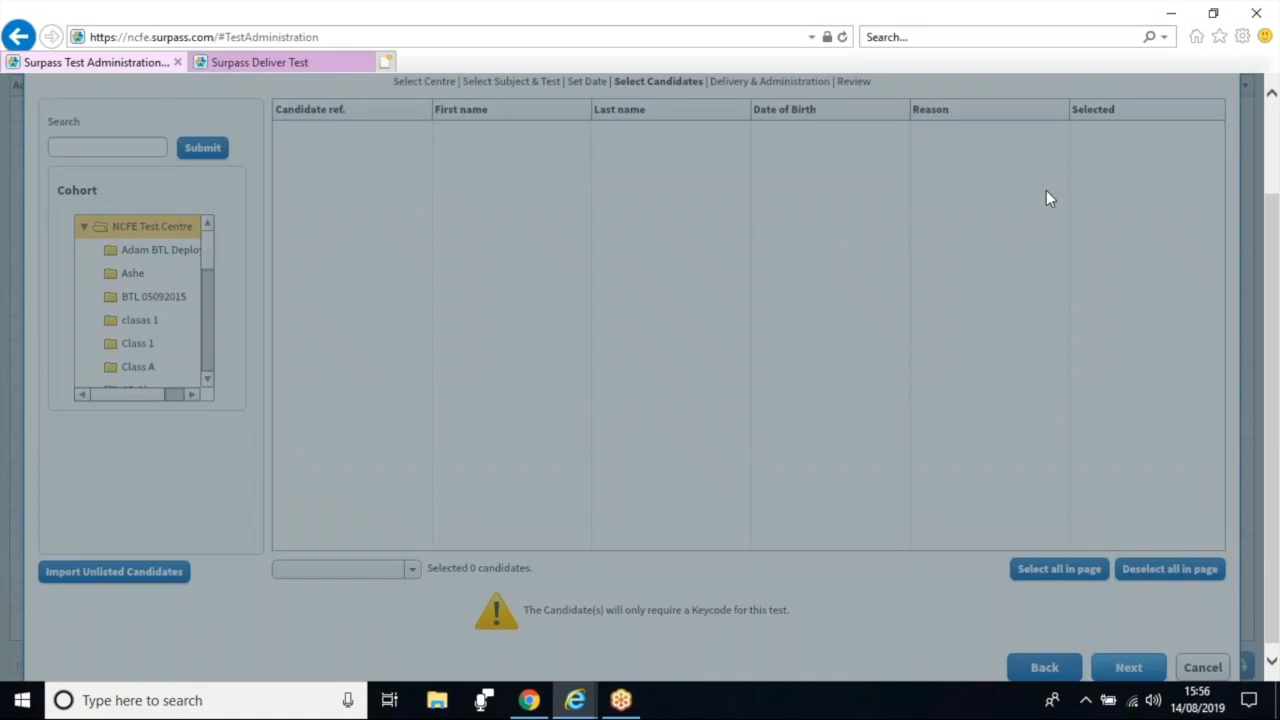 https://ncfe.surpass.com/#TestAdministration
Search...
Surpass Test Administration...
Surpass Deliver Test
Select Centre | Select Subject & Test | Set Date | Select Candidates | Delivery & Administration | Review
Search
Submit
Cohort
NCFE Test Centre
Adam BTL Deplo
Ashe
BTL 05092015
clasas 1
Class 1
Class A
Candidate ref.
First name
Last name
Date of Birth
Reason
Selected
Import Unlisted Candidates
Selected 0 candidates.
Select all in page
Deselect all in page
The Candidate(s) will only require a Keycode for this test.
Back
Next
Cancel
Type here to search
15:56
14/08/2019